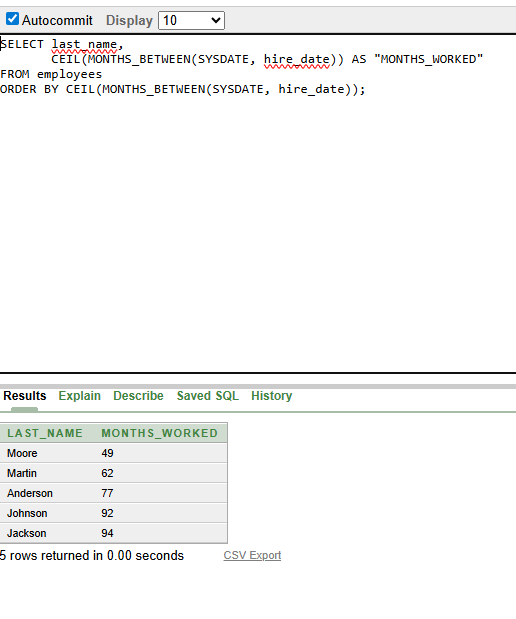 Autocommit Display 10
SELECT last_name,
CEIL(MONTHS_BETWEEN(SYSDATE, hire_date)) AS "MONTHS_WORKED"
FROM employees
ORDER BY CEIL(MONTHS_BETWEEN(SYSDATE, hire_date));
Results Explain Describe Saved SQL History
LAST_NAME MONTHS_WORKED
Moore 49
Martin 62
Anderson 77
Johnson 92
Jackson 94
5 rows returned in 0.00 seconds CSV Export